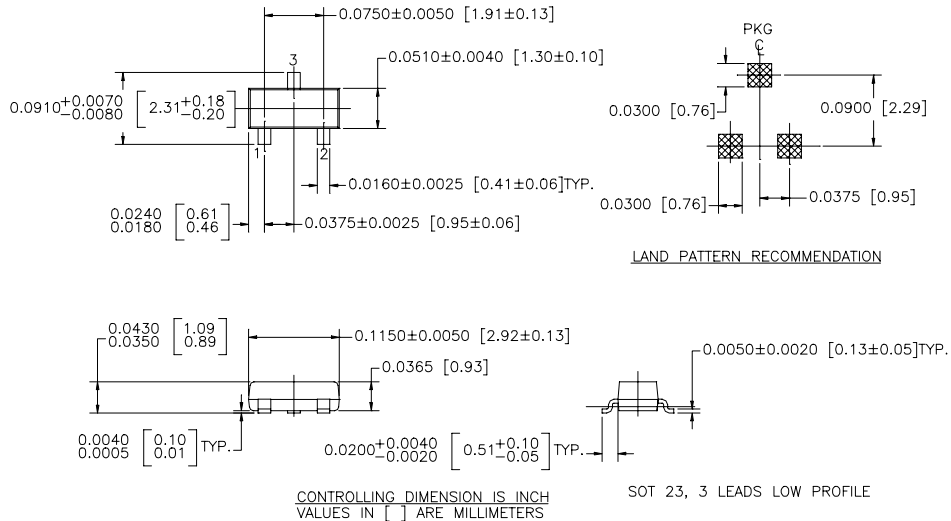 0.0750±0.0050 [1.91±0.13]
3
0.0510±0.0040 [1.30±0.10]
0.0910 +0.0070 -0.0080 [2.31 +0.18 -0.20]
1
2
0.0160±0.0025 [0.41±0.06]TYP.
0.0240 0.0180 [0.61 0.46]
0.0375±0.0025 [0.95±0.06]
PKG
CL
0.0300 [0.76]
0.0900 [2.29]
0.0300 [0.76]
0.0375 [0.95]
LAND PATTERN RECOMMENDATION
0.0430 0.0350 [1.09 0.89]
0.1150±0.0050 [2.92±0.13]
0.0365 [0.93]
0.0040 0.0005 [0.10 0.01] TYP.
0.0050±0.0020 [0.13±0.05]TYP.
0.0200 +0.0040 -0.0020 [0.51 +0.10 -0.05] TYP.
CONTROLLING DIMENSION IS INCH
VALUES IN [ ] ARE MILLIMETERS
SOT 23, 3 LEADS LOW PROFILE